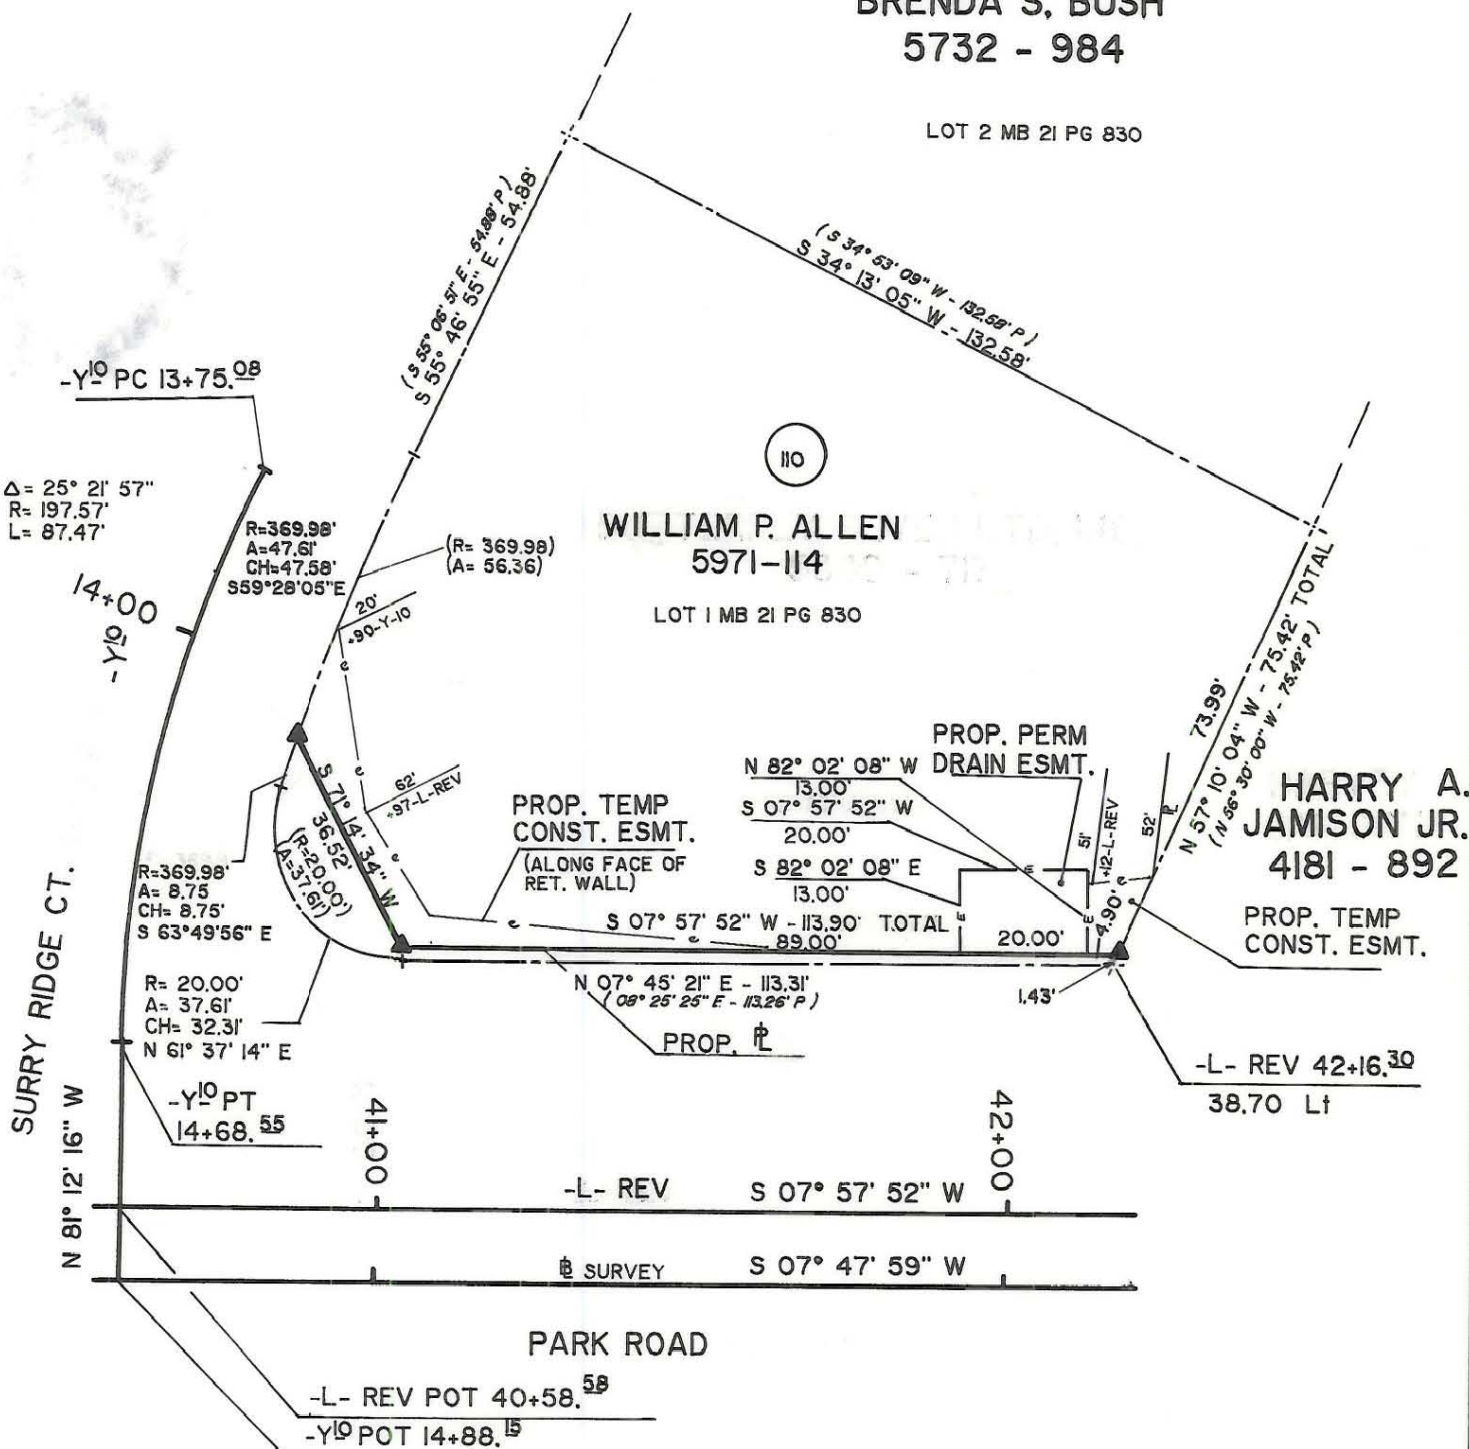 BRENDA S. BUSH
5732 - 984
LOT 2 MB 21 PG 830
(S 55° 06' 51" E - 54.88' P)
S 55° 46' 55" E - 54.88'
(S 34° 53' 09" W - 132.58' P)
S 34° 13' 05" W - 132.58'
-Y10 PC 13+75.08
Δ= 25° 21' 57"
R= 197.57'
L= 87.47'
14+00
-Y10
R=369.98'
A=47.61'
CH=47.58'
S59°28'05"E
(R= 369.98)
(A= 56.36)
20'
+90-Y-10
110
WILLIAM P. ALLEN
5971-114
LOT 1 MB 21 PG 830
73.99'
N 57° 10' 04" W - 75.42' TOTAL
(N 56° 30' 00" W - 75.42' P)
62'
+97-L-REV
S 71° 14' 34" W
36.52'
(R=20.00')
(A=37.61)
PROP. TEMP
CONST. ESMT.
(ALONG FACE OF
RET. WALL)
N 82° 02' 08" W
13.00'
S 07° 57' 52" W
20.00'
S 82° 02' 08" E
13.00'
PROP. PERM
DRAIN ESMT.
51'
+12-L-REV
52'
PL
HARRY A.
JAMISON JR.
4181 - 892
PROP. TEMP
CONST. ESMT.
R=369.98'
A= 8.75
CH= 8.75'
S 63°49'56" E
S 07° 57' 52" W - 113.90' TOTAL
89.00'
20.00'
4.90'
E
E
E
e
e
e
e
e
e
R= 20.00'
A= 37.61'
CH= 32.31'
N 61° 37' 14" E
N 07° 45' 21" E - 113.31'
(08° 25' 25" E - 113.26' P)
1.43'
PROP. PL
-L- REV 42+16.30
38.70 Lt
SURRY RIDGE CT.
N 81° 12' 16" W
-Y10 PT
14+68.55
41+00
42+00
-L- REV S 07° 57' 52" W
BL SURVEY S 07° 47' 59" W
PARK ROAD
-L- REV POT 40+58.58
-Y10 POT 14+88.15